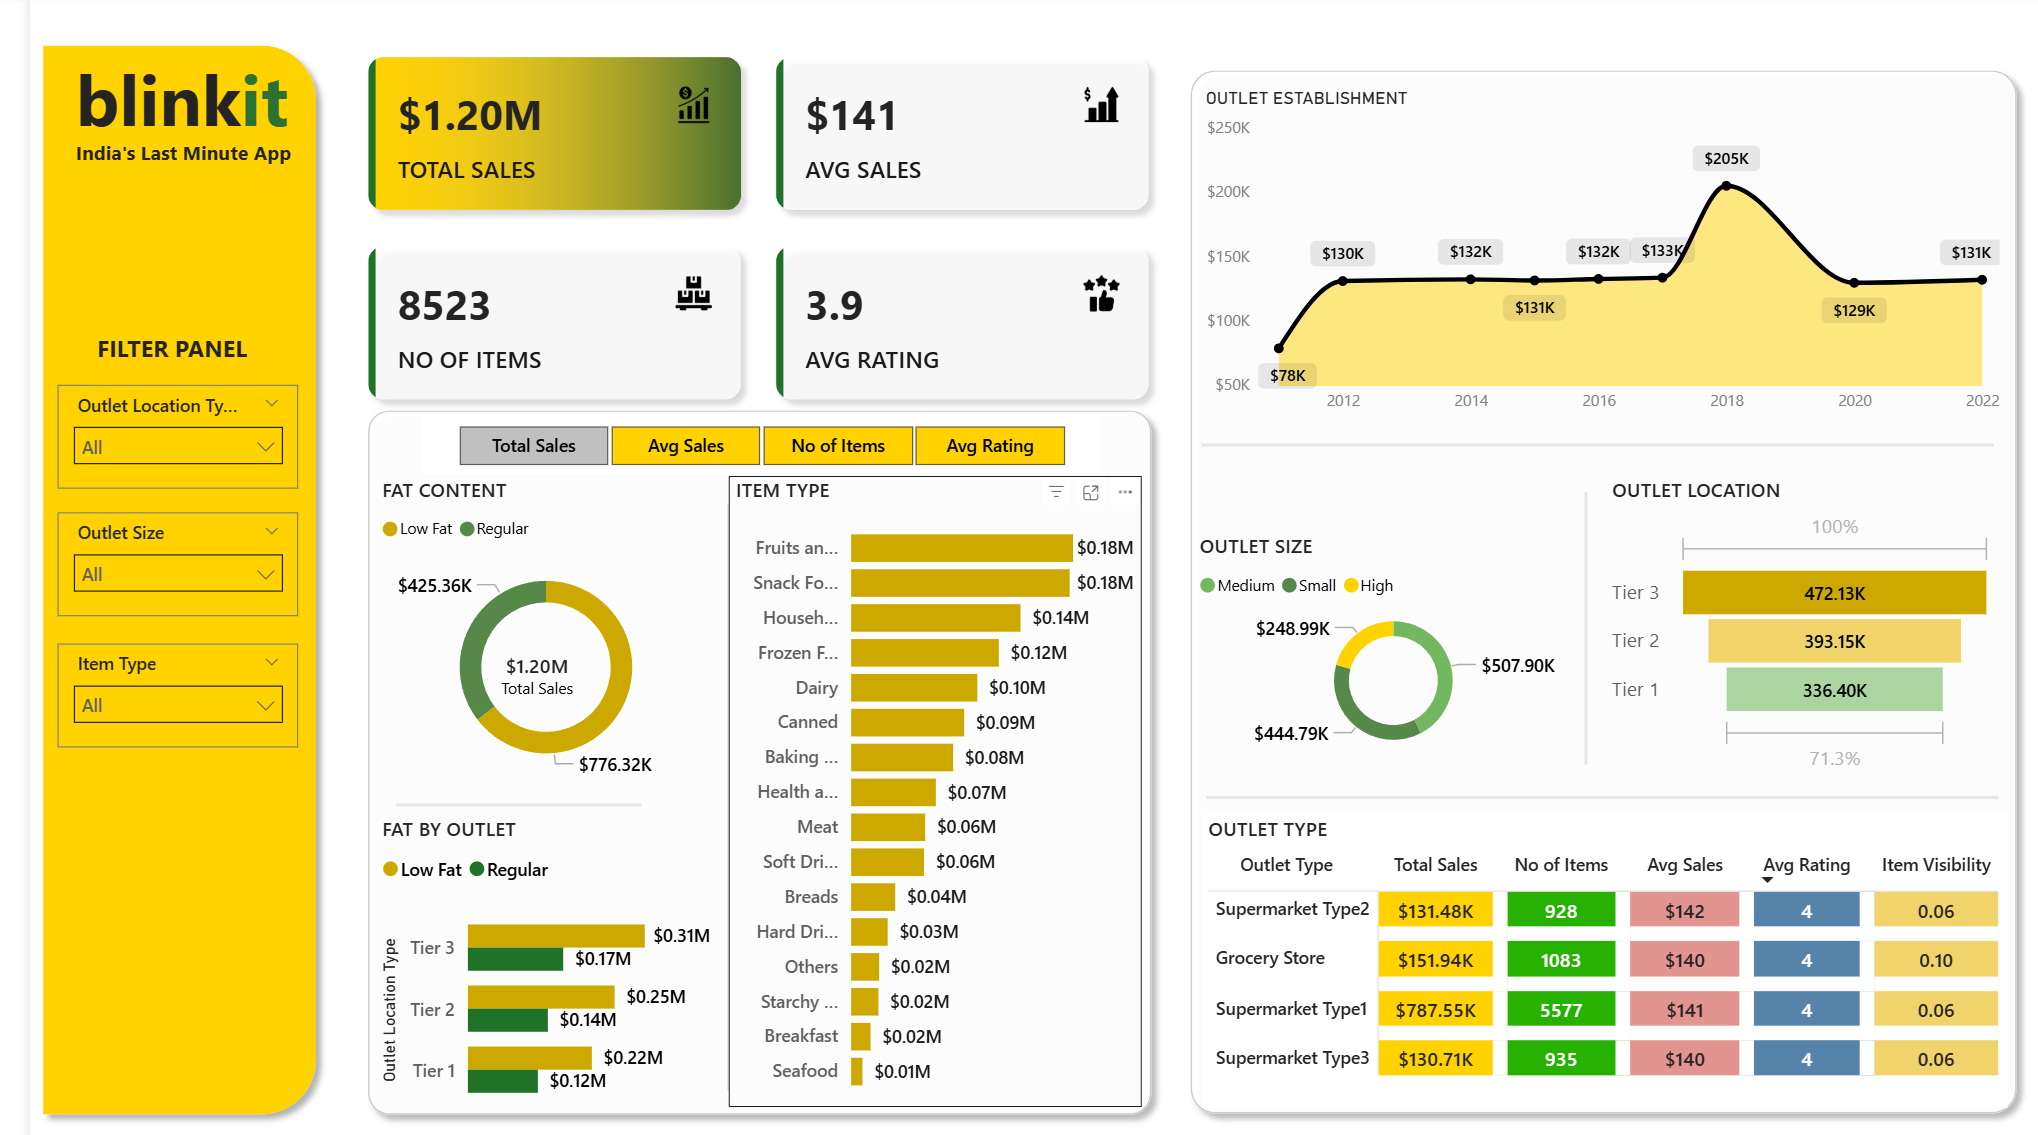 blinkit
India's Last Minute App
FILTER PANEL
Outlet Location Ty...
All
Outlet Size
All
Item Type
All
$1.20M
TOTAL SALES
$
$141
AVG SALES
$
8523
NO OF ITEMS
3.9
AVG RATING
Total Sales
Avg Sales
No of Items
Avg Rating
FAT CONTENT
Low Fat
Regular
$425.36K
$1.20M
Total Sales
$776.32K
FAT BY OUTLET
Low Fat
Regular
Outlet Location Type
Tier 3
$0.31M
$0.17M
Tier 2
$0.25M
$0.14M
Tier 1
$0.22M
$0.12M
ITEM TYPE
Fruits an...
$0.18M
Snack Fo...
$0.18M
Househ...
$0.14M
Frozen F...
$0.12M
Dairy
$0.10M
Canned
$0.09M
Baking ...
$0.08M
Health a...
$0.07M
Meat
$0.06M
Soft Dri...
$0.06M
Breads
$0.04M
Hard Dri...
$0.03M
Others
$0.02M
Starchy ...
$0.02M
Breakfast
$0.02M
Seafood
$0.01M
OUTLET ESTABLISHMENT
$250K
$200K
$150K
$100K
$50K
$78K
$130K
$132K
$131K
$132K
$133K
$205K
$129K
$131K
2012
2014
2016
2018
2020
2022
OUTLET SIZE
Medium
Small
High
$248.99K
$507.90K
$444.79K
OUTLET LOCATION
100%
Tier 3
472.13K
Tier 2
393.15K
Tier 1
336.40K
71.3%
OUTLET TYPE
Outlet Type Total Sales No of Items Avg Sales Avg Rating Item Visibility
Supermarket Type2 $131.48K 928 $142 4 0.06
Grocery Store $151.94K 1083 $140 4 0.10
Supermarket Type1 $787.55K 5577 $141 4 0.06
Supermarket Type3 $130.71K 935 $140 4 0.06